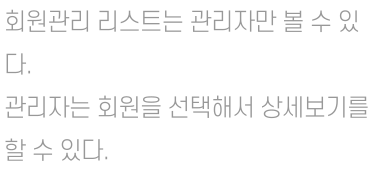 회원관리 리스트는 관리자만 볼 수 있
다.
관리자는 회원을 선택해서 상세보기를
할 수 있다.